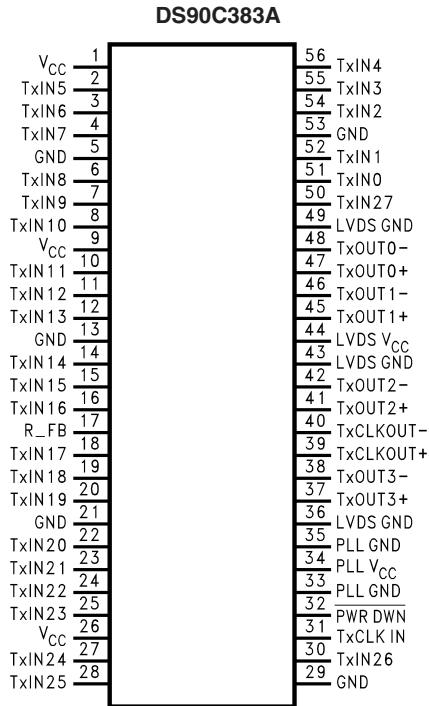 DS90C383A
VCC 1
TxIN5 2
TxIN6 3
TxIN7 4
GND 5
TxIN8 6
TxIN9 7
TxIN10 8
VCC 9
TxIN11 10
TxIN12 11
TxIN13 12
GND 13
TxIN14 14
TxIN15 15
TxIN16 16
R_FB 17
TxIN17 18
TxIN18 19
TxIN19 20
GND 21
TxIN20 22
TxIN21 23
TxIN22 24
TxIN23 25
VCC 26
TxIN24 27
TxIN25 28
56 TxIN4
55 TxIN3
54 TxIN2
53 GND
52 TxIN1
51 TxIN0
50 TxIN27
49 LVDS GND
48 TxOUT0−
47 TxOUT0+
46 TxOUT1−
45 TxOUT1+
44 LVDS VCC
43 LVDS GND
42 TxOUT2−
41 TxOUT2+
40 TxCLKOUT−
39 TxCLKOUT+
38 TxOUT3−
37 TxOUT3+
36 LVDS GND
35 PLL GND
34 PLL VCC
33 PLL GND
32 PWR DWN
31 TxCLK IN
30 TxIN26
29 GND